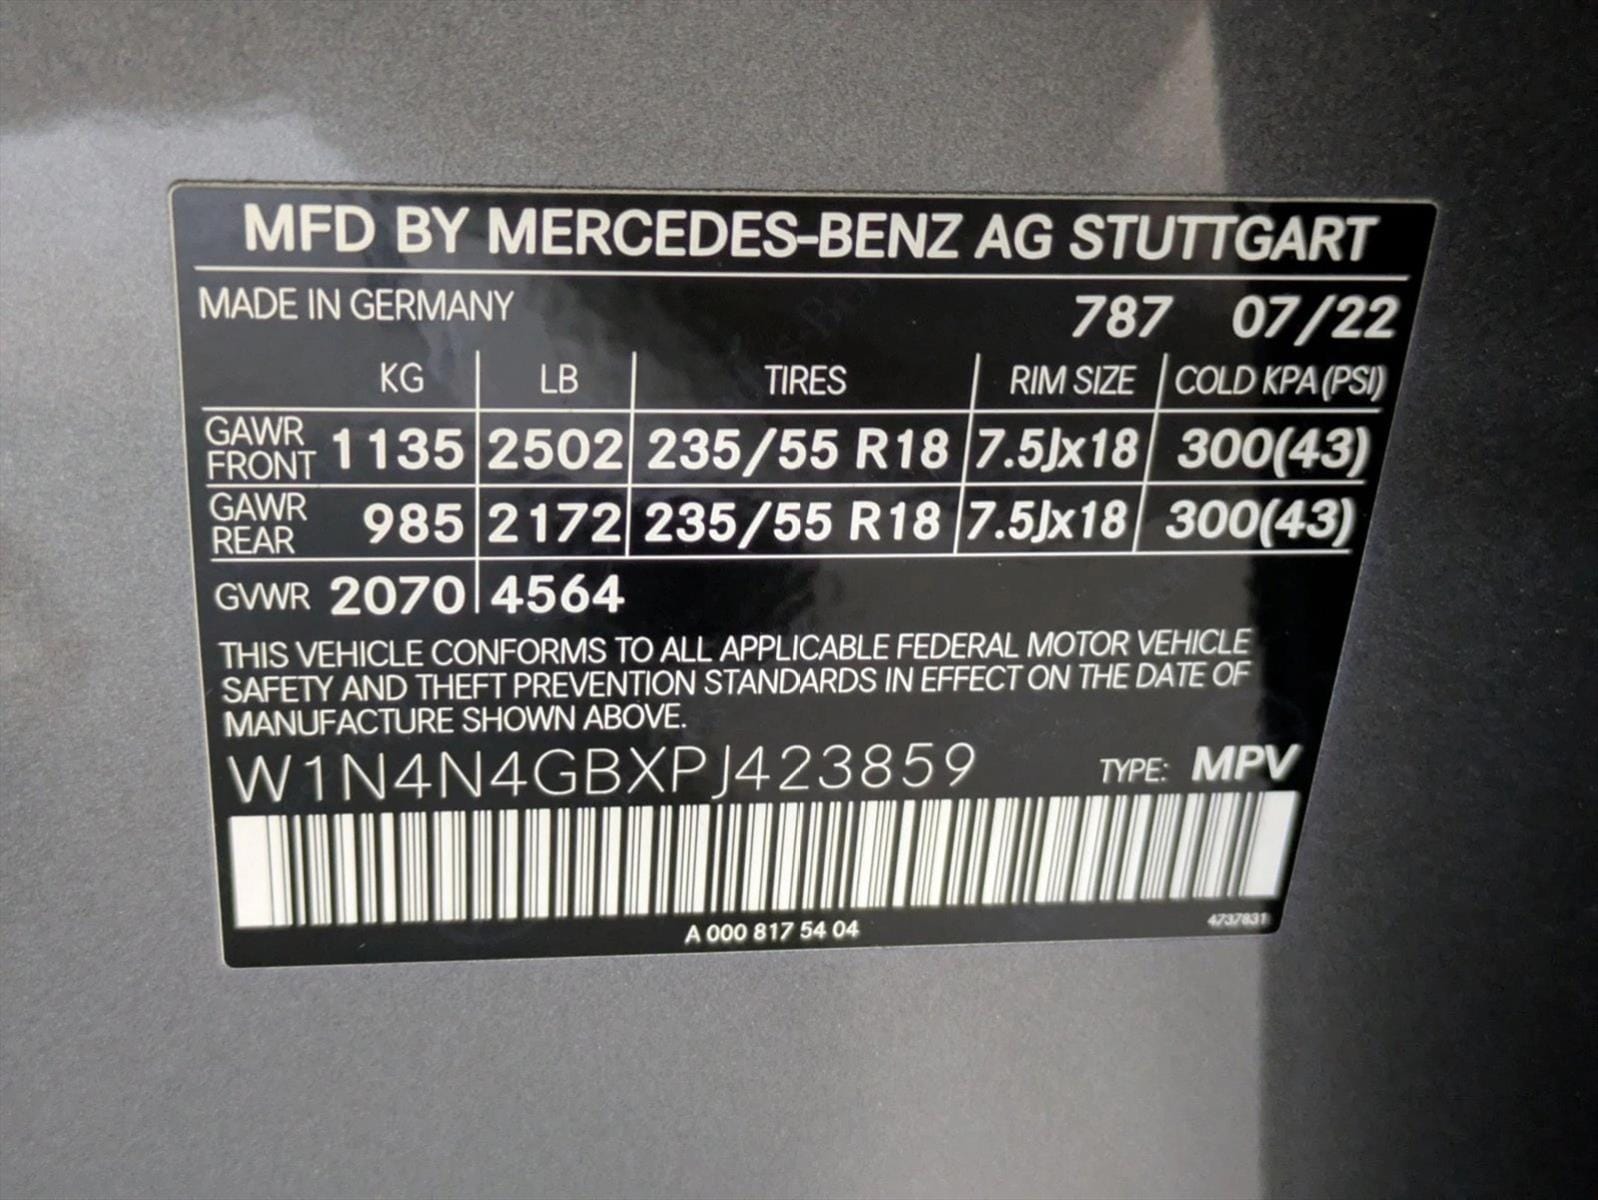 MFD BY MERCEDES-BENZ AG STUTTGART
MADE IN GERMANY 787 07/22
KG LB TIRES RIM SIZE COLD KPA (PSI)
GAWR FRONT 1135 2502 235/55 R18 7.5Jx18 300(43)
GAWR REAR 985 2172 235/55 R18 7.5Jx18 300(43)
GVWR 2070 4564
THIS VEHICLE CONFORMS TO ALL APPLICABLE FEDERAL MOTOR VEHICLE
SAFETY AND THEFT PREVENTION STANDARDS IN EFFECT ON THE DATE OF
MANUFACTURE SHOWN ABOVE.
W1N4N4GBXPJ423859 TYPE: MPV
A 000 817 54 04 4737831